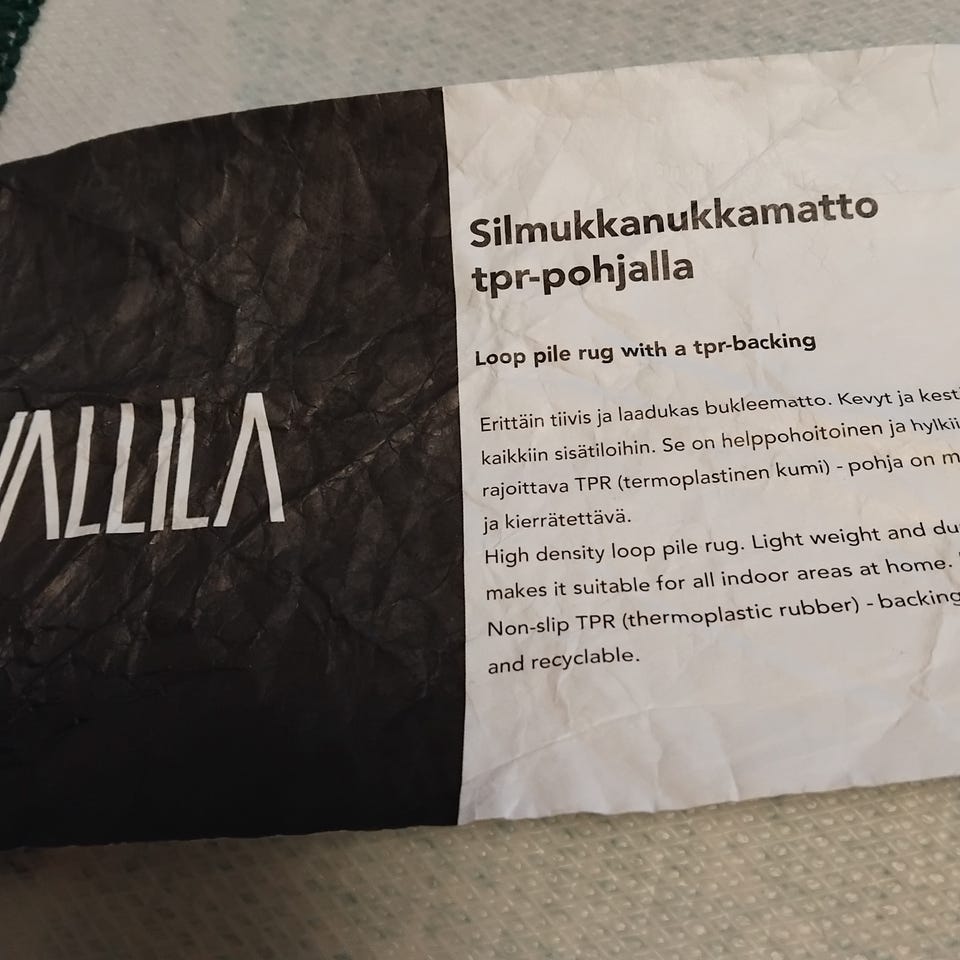 VALLILA
Silmukkanukkamatto
tpr-pohjalla
Loop pile rug with a tpr-backing
Erittäin tiivis ja laadukas bukleematto. Kevyt ja
kaikkiin sisätiloihin. Se on helppohoitoinen ja
rajoittava TPR (termoplastinen kumi) - pohja on
ja kierrätettävä.
High density loop pile rug. Light weight and
makes it suitable for all indoor areas at home.
Non-slip TPR (thermoplastic rubber) - backing
and recyclable.